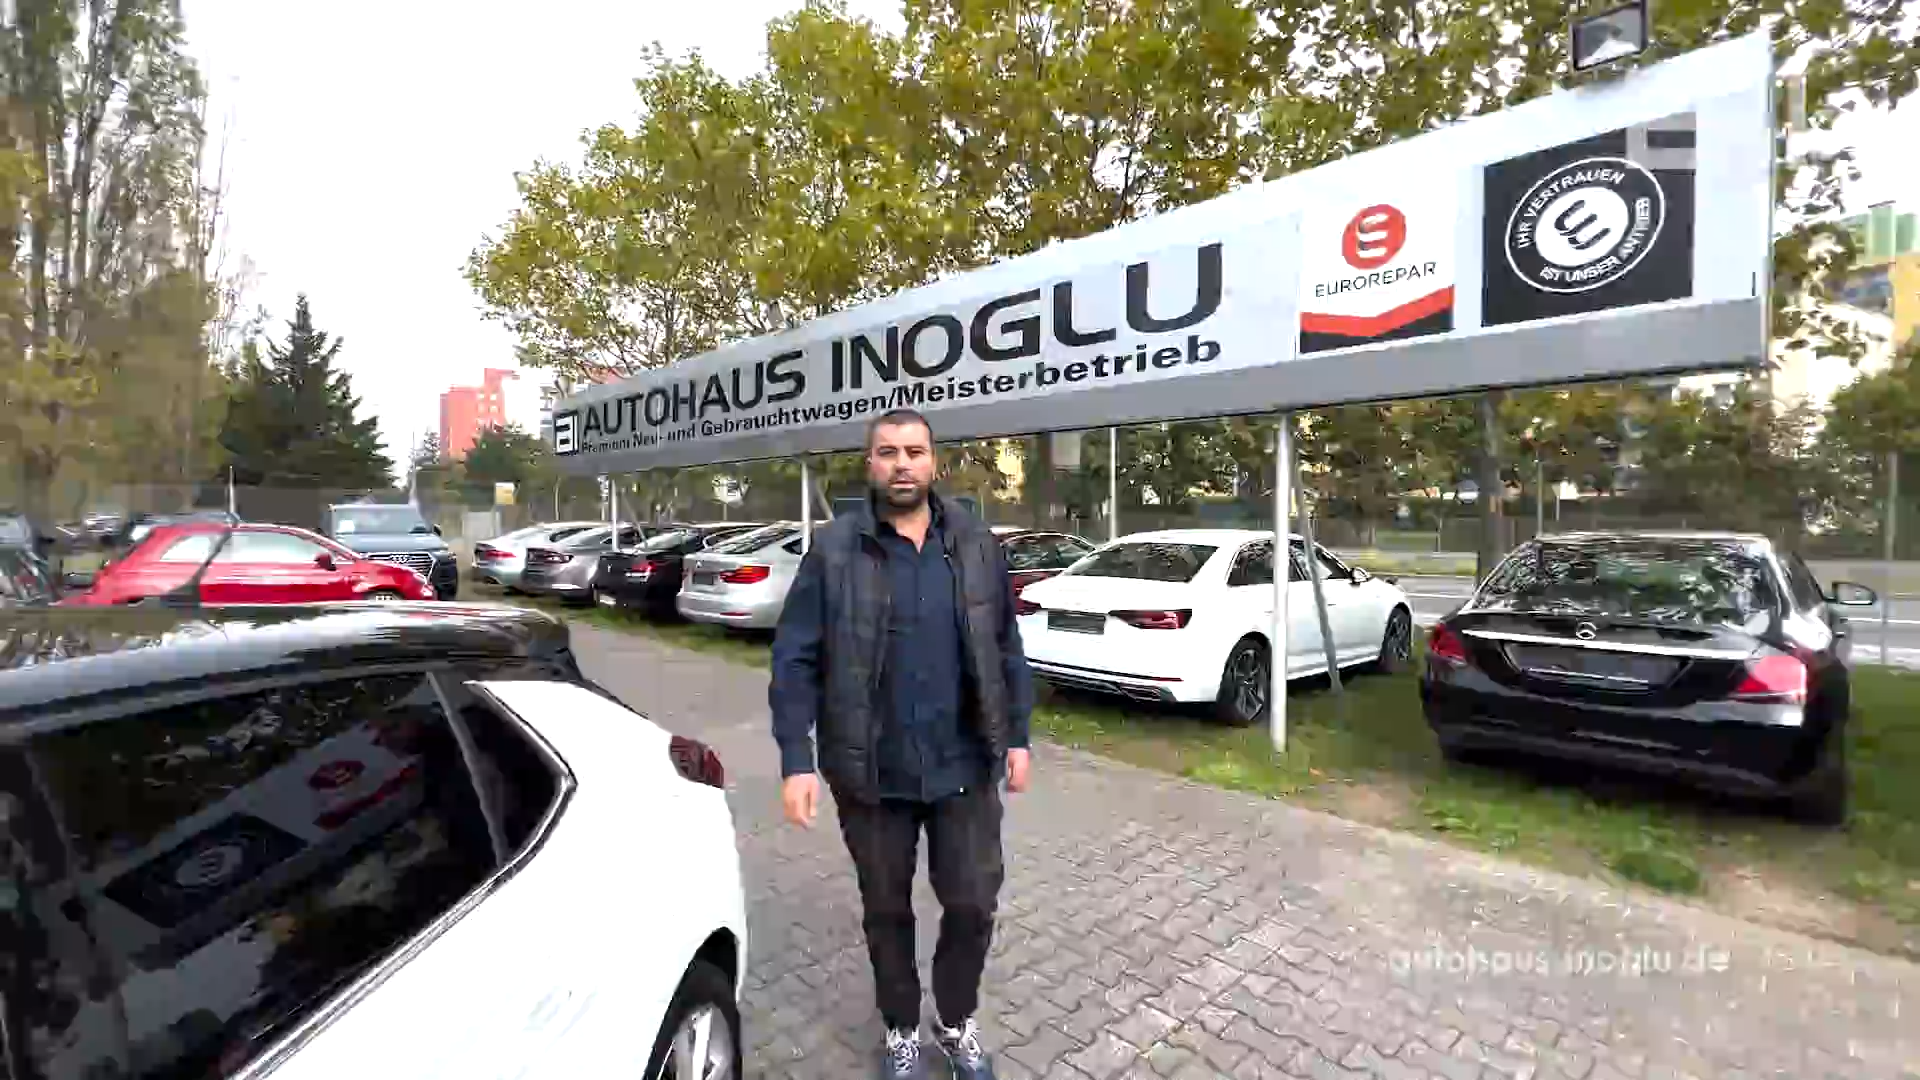 AUTOHAUS INOGLU
Premium Neu- und Gebrauchtwagen/Meisterbetrieb
EUROREPAR
IHR VERTRAUEN
IST UNSER ANTRIEB
autohaus-inoglu.de